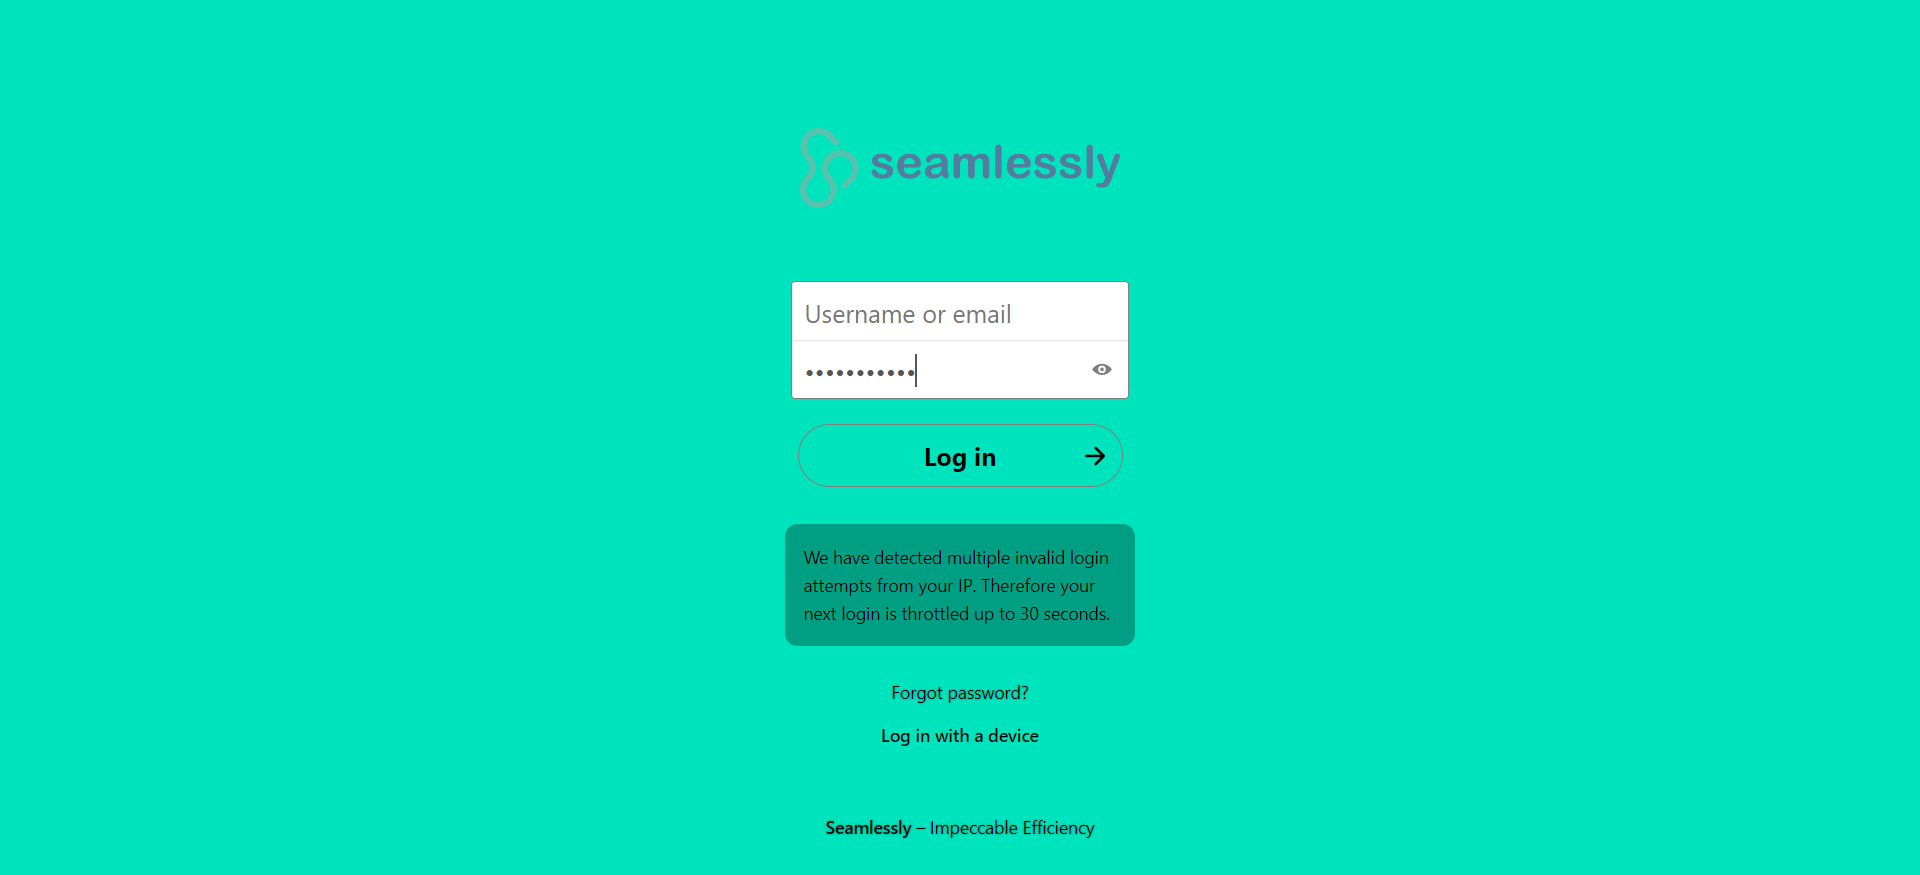 seamlessly
Username or email
•••••••••••
Log in
We have detected multiple invalid login
attempts from your IP. Therefore your
next login is throttled up to 30 seconds.
Forgot password?
Log in with a device
Seamlessly – Impeccable Efficiency